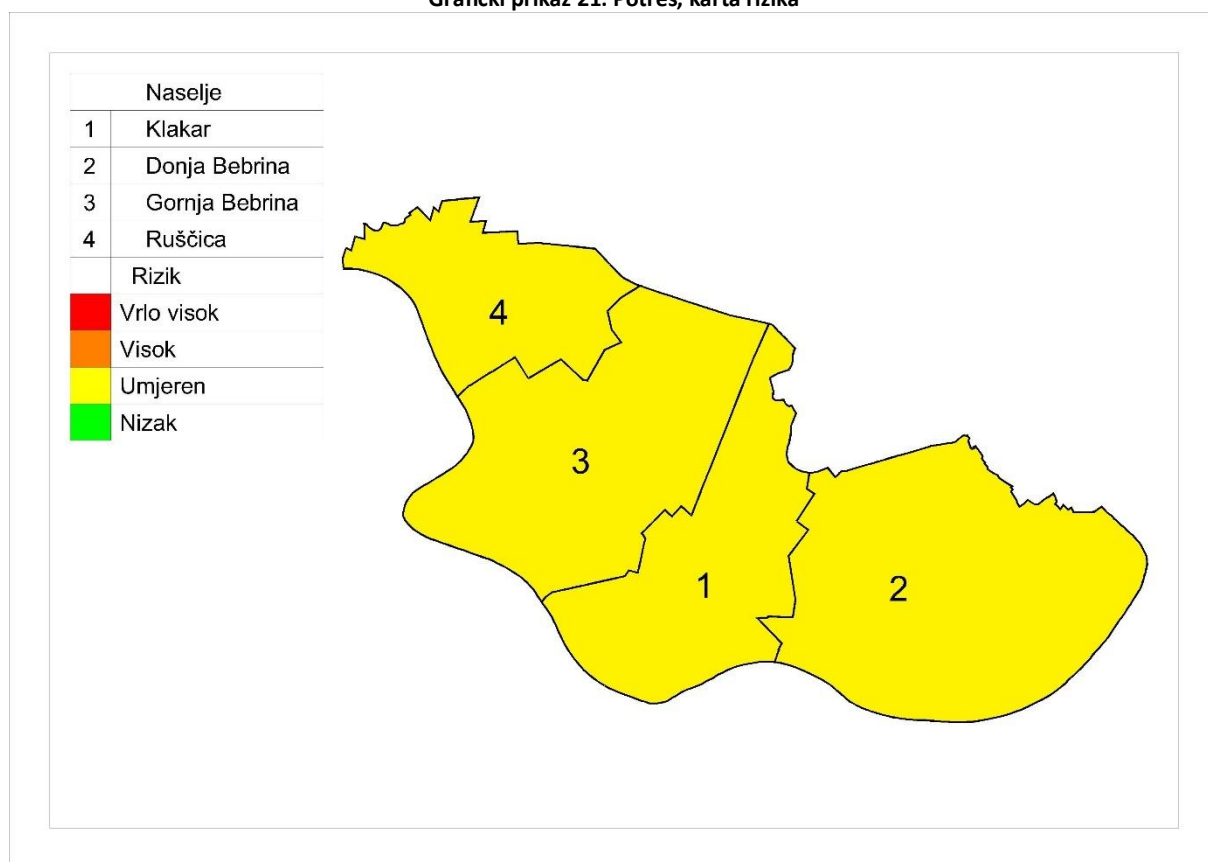 Grafički prikaz 21. Potres, karta rizika
Naselje
1 Klakar
2 Donja Bebrina
3 Gornja Bebrina
4 Ruščica
Rizik
Vrlo visok
Visok
Umjeren
Nizak
4
3
1
2